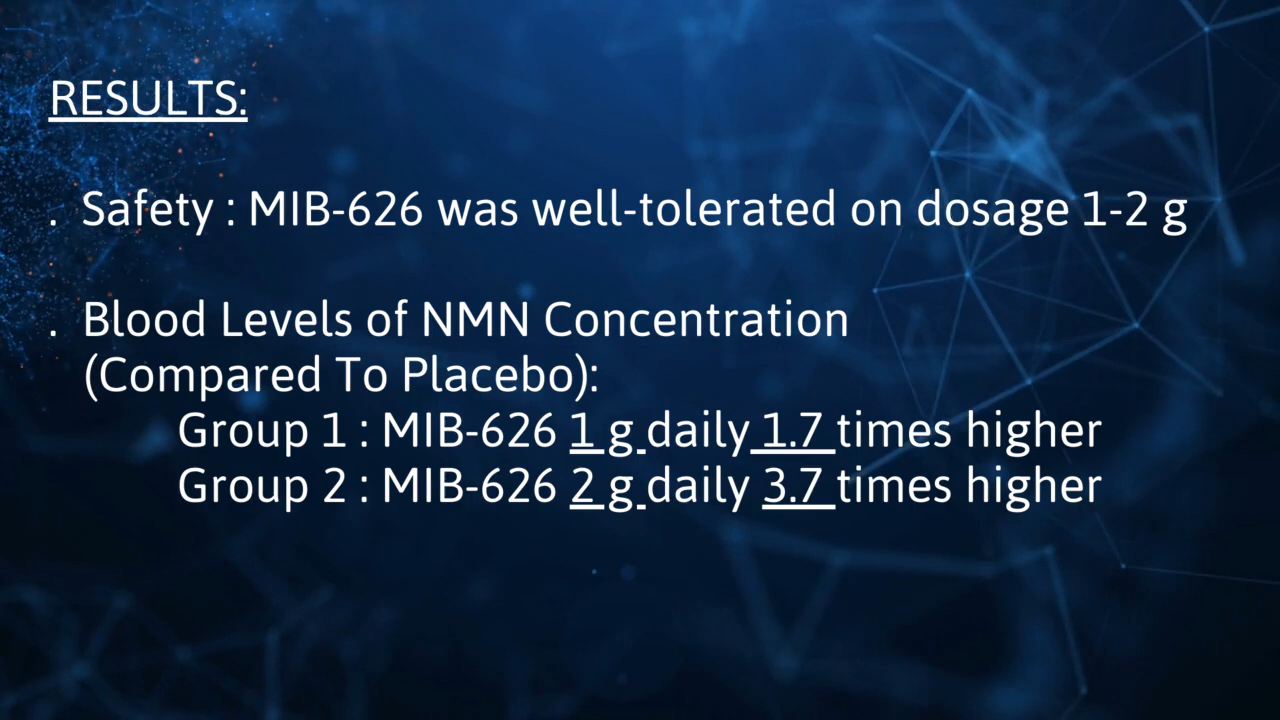 RESULTS:
. Safety : MIB-626 was well-tolerated on dosage 1-2 g
. Blood Levels of NMN Concentration
(Compared To Placebo):
Group 1 : MIB-626 1 g daily 1.7 times higher
Group 2 : MIB-626 2 g daily 3.7 times higher